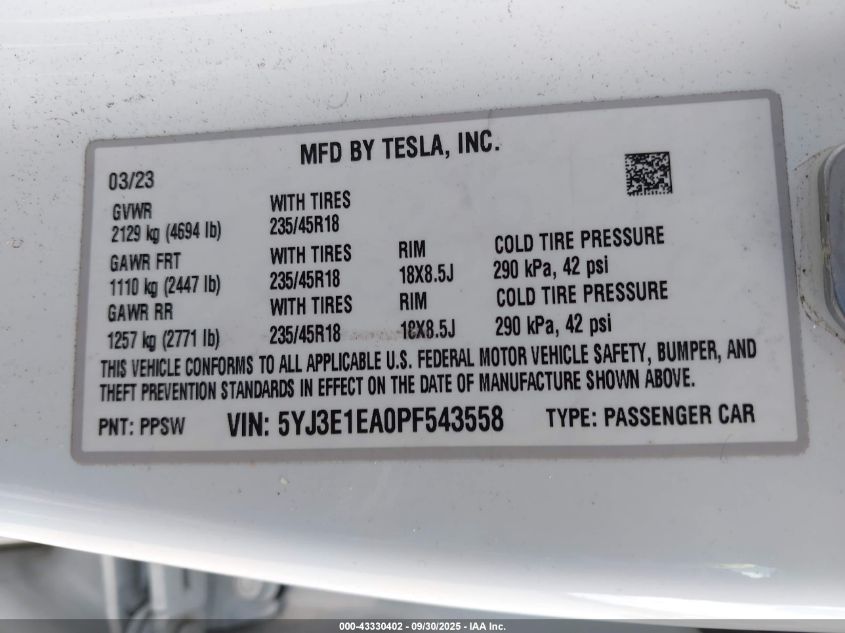 MFD BY TESLA, INC.
03/23
GVWR WITH TIRES
2129 kg (4694 lb) 235/45R18
GAWR FRT WITH TIRES RIM COLD TIRE PRESSURE
1110 kg (2447 lb) 235/45R18 18X8.5J 290 kPa, 42 psi
GAWR RR WITH TIRES RIM COLD TIRE PRESSURE
1257 kg (2771 lb) 235/45R18 18X8.5J 290 kPa, 42 psi
THIS VEHICLE CONFORMS TO ALL APPLICABLE U.S. FEDERAL MOTOR VEHICLE SAFETY, BUMPER, AND
THEFT PREVENTION STANDARDS IN EFFECT ON THE DATE OF MANUFACTURE SHOWN ABOVE.
PNT: PPSW VIN: 5YJ3E1EA0PF543558 TYPE: PASSENGER CAR
000-43330402 - 09/30/2025 - IAA Inc.